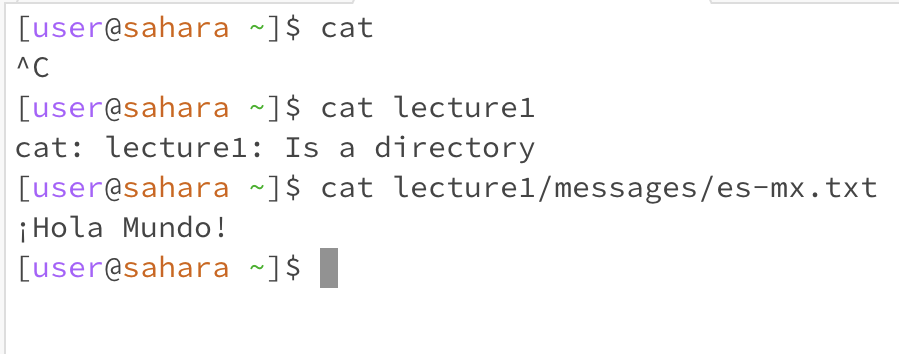 [user@sahara ~]$ cat
^C
[user@sahara ~]$ cat lecture1
cat: lecture1: Is a directory
[user@sahara ~]$ cat lecture1/messages/es-mx.txt
¡Hola Mundo!
[user@sahara ~]$